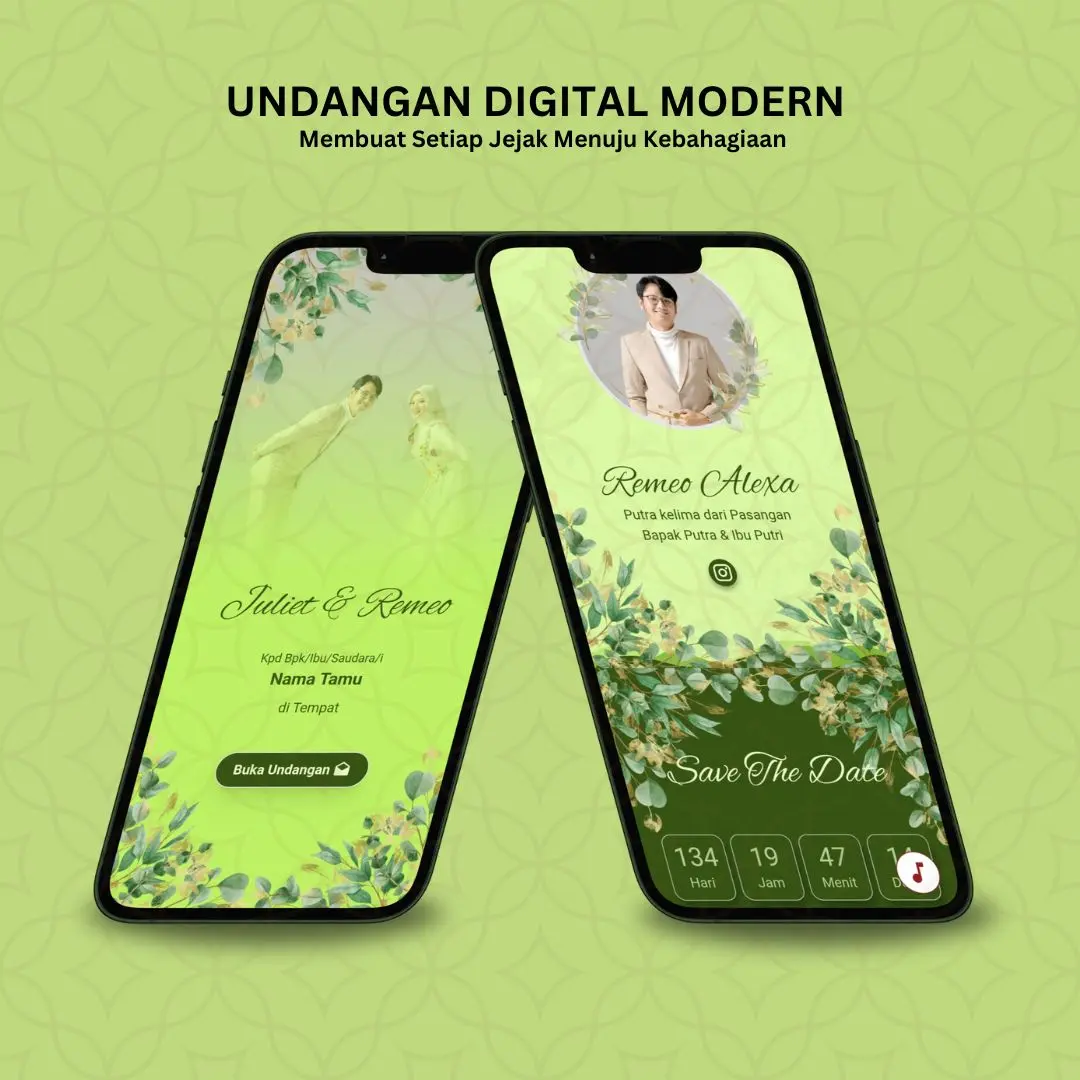 UNDANGAN DIGITAL MODERN
Membuat Setiap Jejak Menuju Kebahagiaan
Juliet & Remeo
Kpd Bpk/Ibu/Saudara/i
Nama Tamu
di Tempat
Buka Undangan
Remeo Alexa
Putra kelima dari Pasangan
Bapak Putra & Ibu Putri
Save The Date
134 19 47
Hari Jam Menit